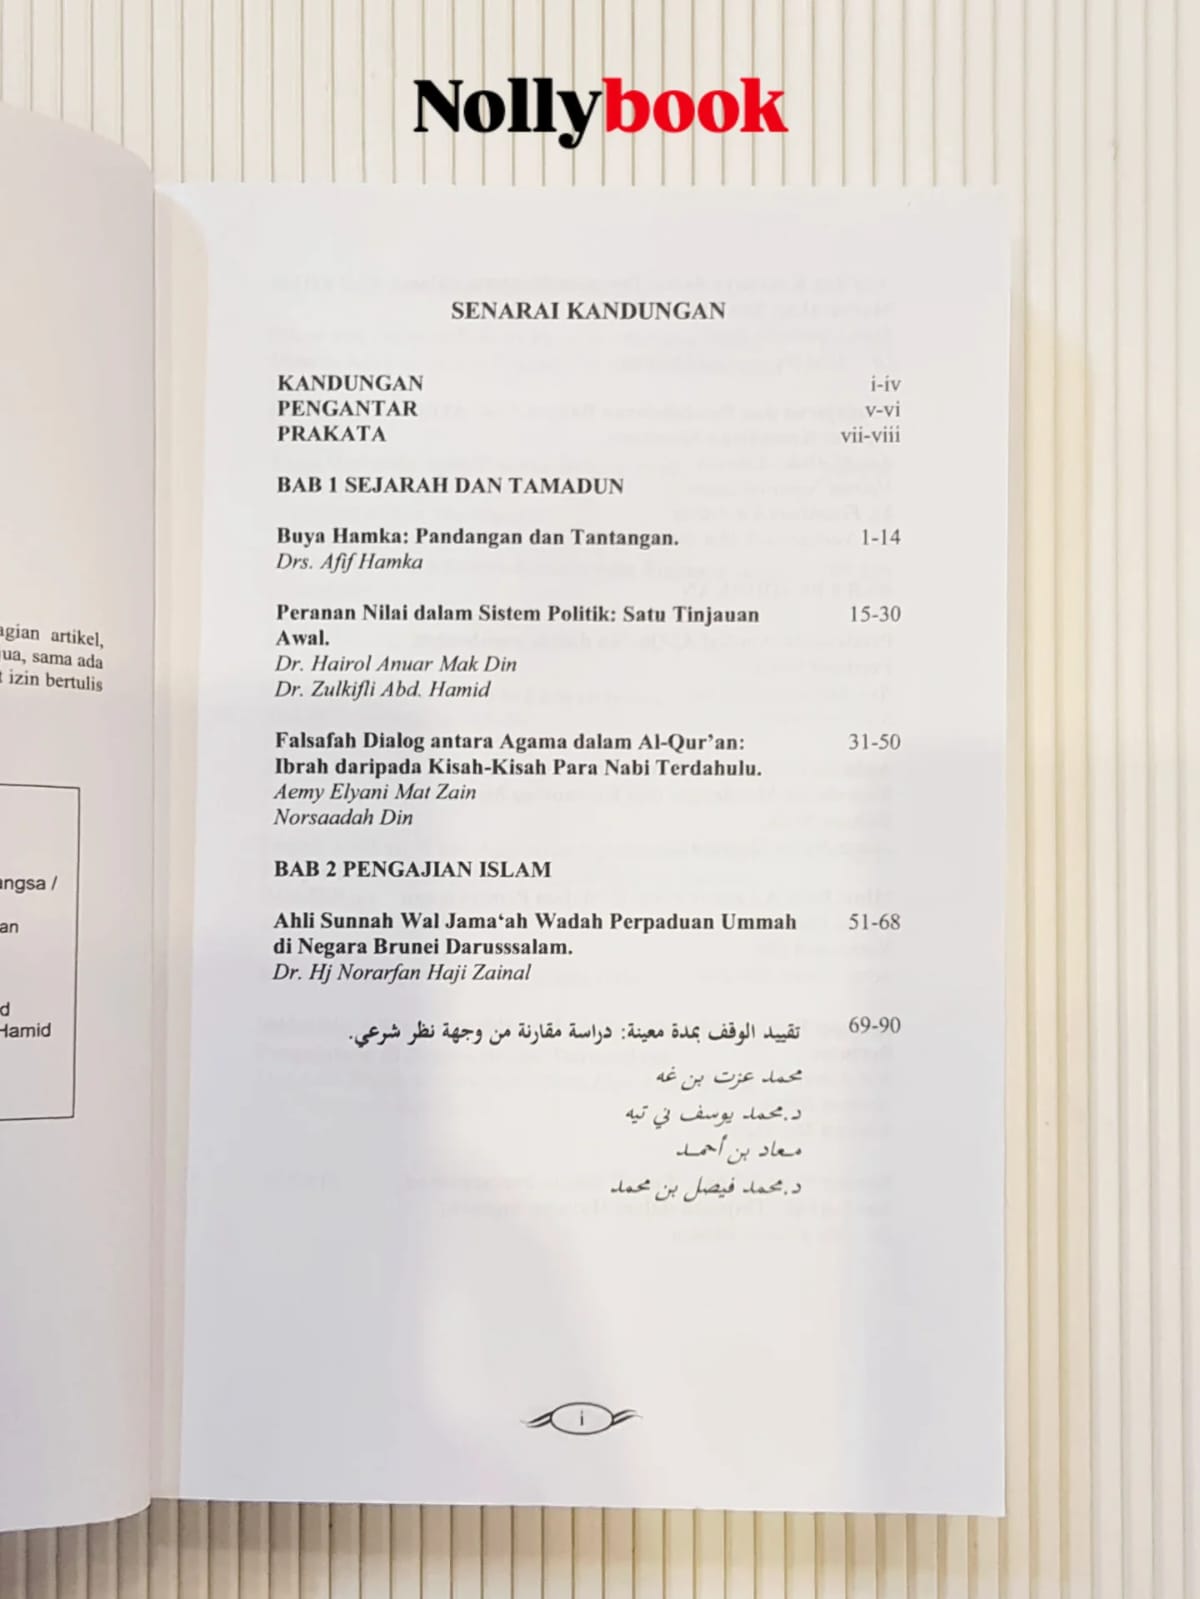 Nollybook
agian artikel,
ua, sama ada
izin bertulis
angsa /
an
d
Hamid
SENARAI KANDUNGAN
KANDUNGAN i-iv
PENGANTAR v-vi
PRAKATA vii-viii
BAB 1 SEJARAH DAN TAMADUN
Buya Hamka: Pandangan dan Tantangan. 1-14
Drs. Afif Hamka
Peranan Nilai dalam Sistem Politik: Satu Tinjauan 15-30
Awal.
Dr. Hairol Anuar Mak Din
Dr. Zulkifli Abd. Hamid
Falsafah Dialog antara Agama dalam Al-Qur’an: 31-50
Ibrah daripada Kisah-Kisah Para Nabi Terdahulu.
Aemy Elyani Mat Zain
Norsaadah Din
BAB 2 PENGAJIAN ISLAM
Ahli Sunnah Wal Jama‘ah Wadah Perpaduan Ummah 51-68
di Negara Brunei Darusssalam.
Dr. Hj Norarfan Haji Zainal
تقييد الوقف بمدة معينة: دراسة مقارنة من وجهة نظر شرعي. 69-90
محمد عزت بن غه
د.محمد يوسف ني تيه
معاد بن أحمد
د.محمد فيصل بن محمد
i